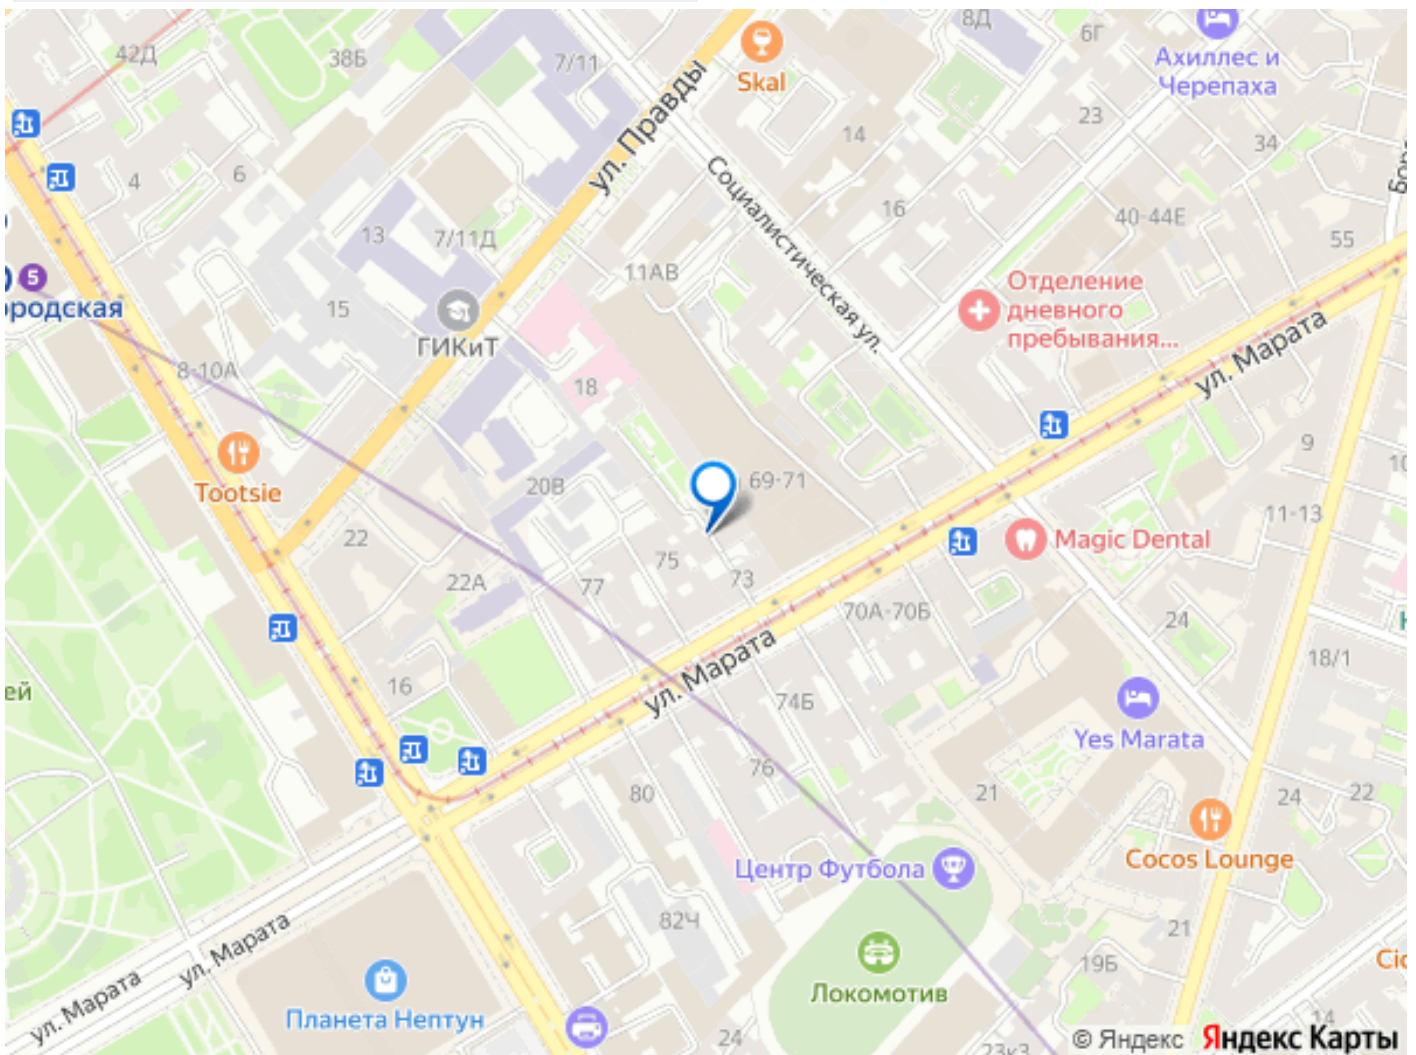 42Д
38Б
7/11
Skal
8Д
6Г
Ахиллес и
Черепаха
ул. Правды
14
23
34
4
6
Социалистическая ул.
16
40-44Е
55
13
7/11Д
11АВ
5
15
ГИКиТ
Отделение
дневного
пребывания...
ул. Марата
8-10А
18
9
Tootsie
20В
69-71
11-13
22
75
Magic Dental
22А
77
73
70А-70Б
24
16
ул. Марата
18/1
ей
74Б
Yes Marata
76
80
21
24
22
Cocos Lounge
Центр Футбола
82Ч
21
ул. Марата
ул. Марата
19Б
Локомотив
Планета Нептун
24
14
23к3
© Яндекс
Яндекс Карты